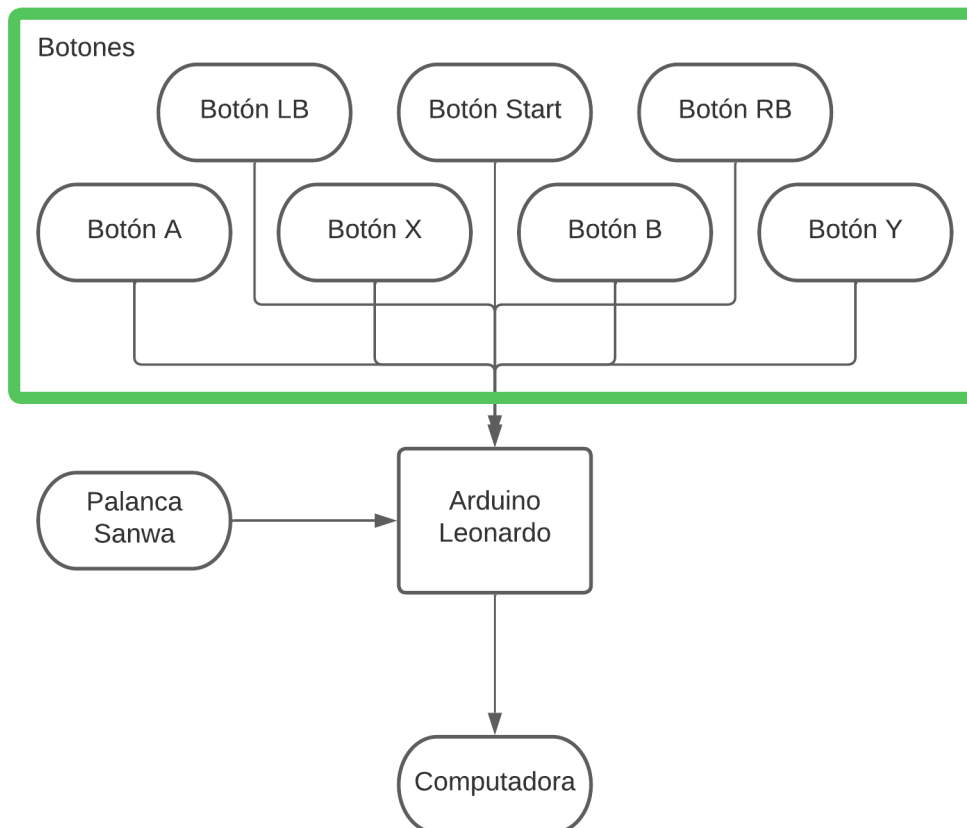 Botones
Botón LB
Botón Start
Botón RB
Botón A
Botón X
Botón B
Botón Y
Palanca
Sanwa
Arduino
Leonardo
Computadora